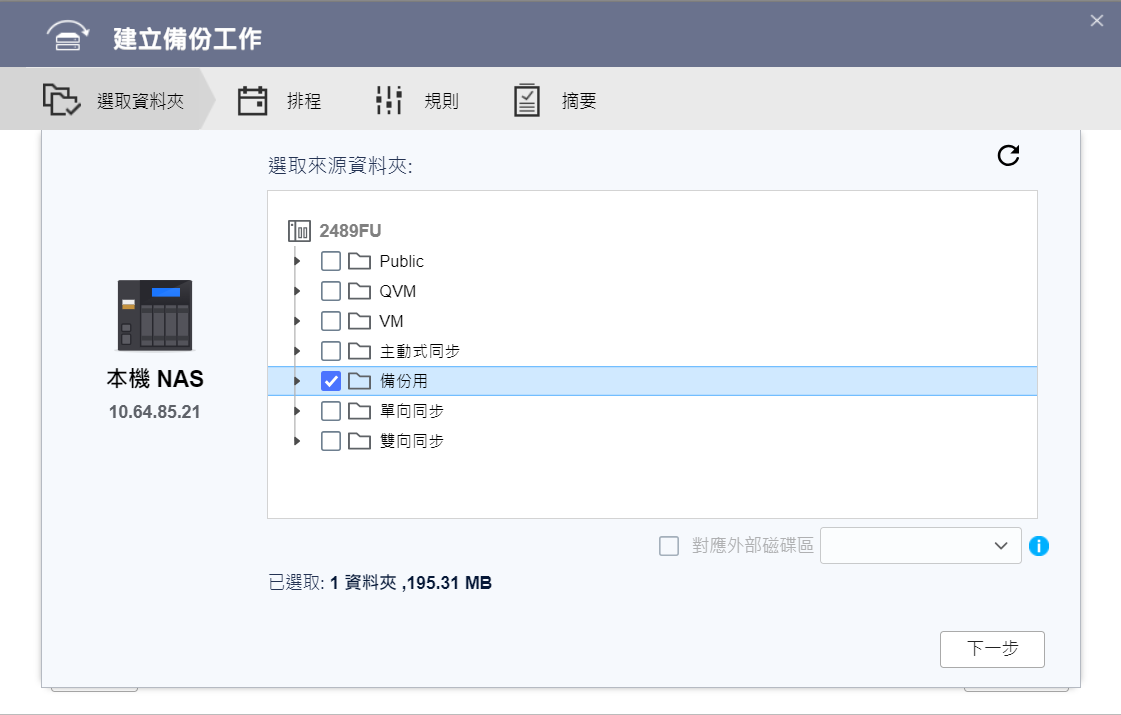 建立備份工作
選取資料夾 排程 規則 摘要
選取來源資料夾:
2489FU
Public
QVM
VM
主動式同步
備份用
單向同步
雙向同步
本機 NAS
10.64.85.21
對應外部磁碟區
已選取: 1 資料夾 ,195.31 MB
下一步